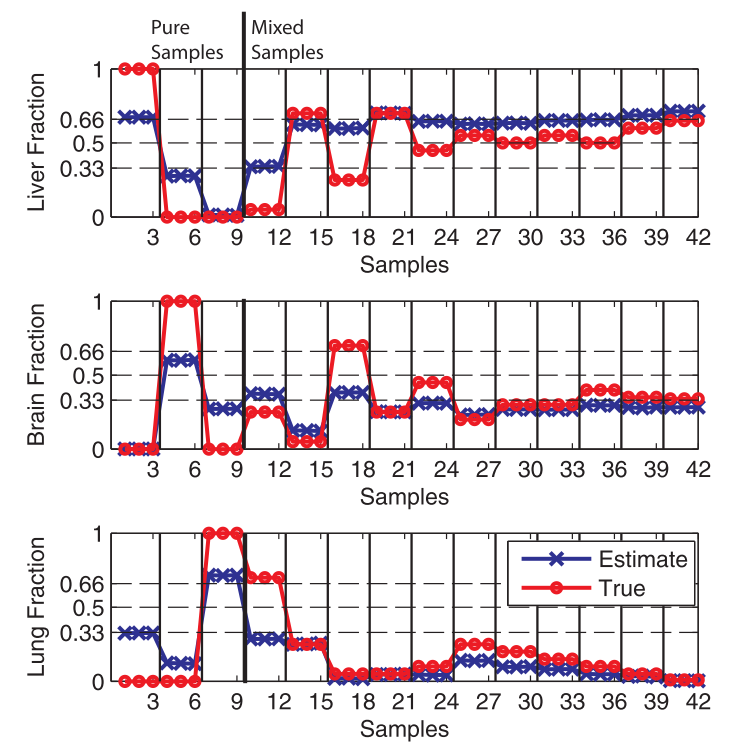 Pure Mixed
Samples Samples
Liver Fraction
1
0.66
0.5
0.33
0
3 6 9 12 15 18 21 24 27 30 33 36 39 42
Samples
Brain Fraction
1
0.66
0.5
0.33
0
3 6 9 12 15 18 21 24 27 30 33 36 39 42
Samples
Lung Fraction
1
0.66
0.5
0.33
0
Estimate
True
3 6 9 12 15 18 21 24 27 30 33 36 39 42
Samples